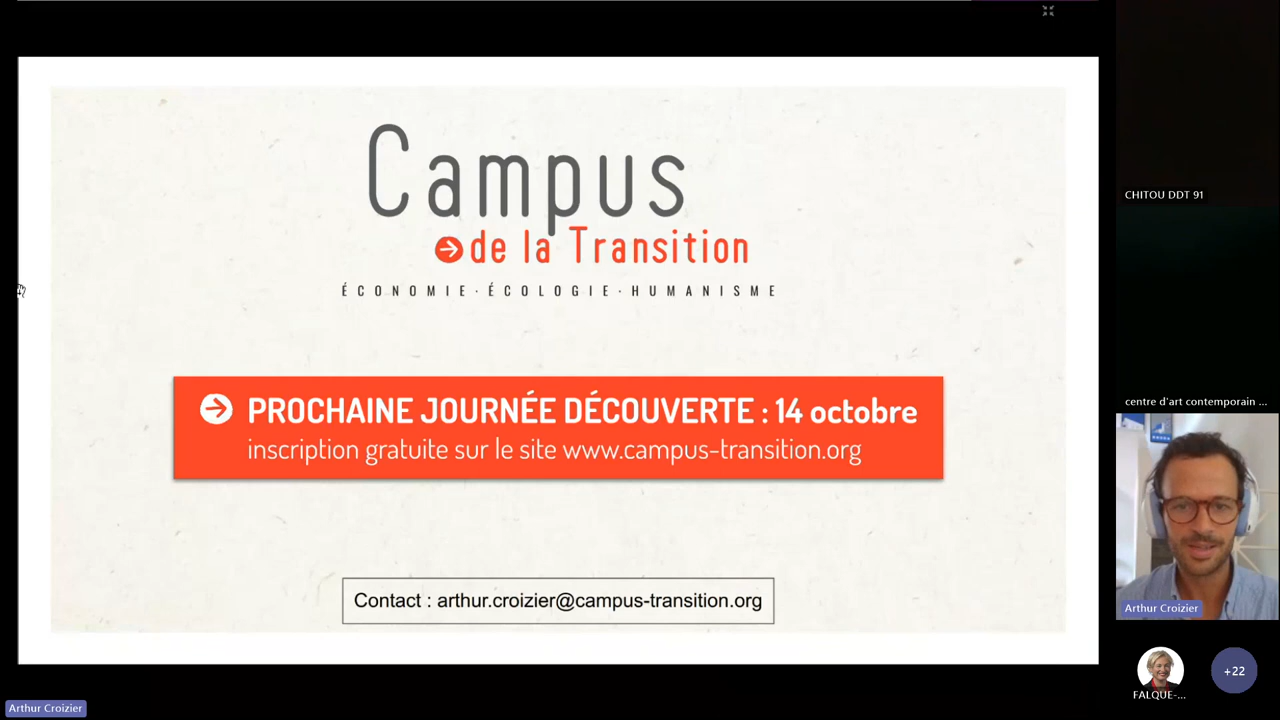 Campus
de la Transition
ÉCONOMIE·ÉCOLOGIE·HUMANISME
PROCHAINE JOURNÉE DÉCOUVERTE : 14 octobre
inscription gratuite sur le site www.campus-transition.org
Contact : arthur.croizier@campus-transition.org
CHITOU DDT 91
centre d'art contemporain ...
Arthur Croizier
FALQUE-...
+22
Arthur Croizier